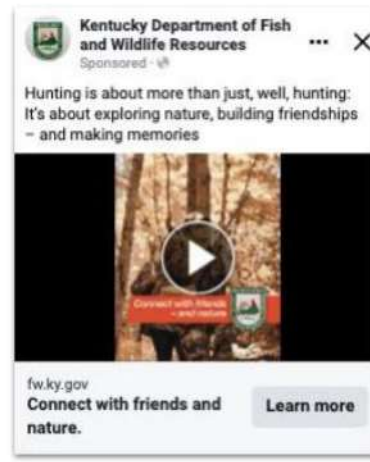 Kentucky Department of Fish
and Wildlife Resources
Sponsored ·
Hunting is about more than just, well, hunting:
It's about exploring nature, building friendships
– and making memories
Connect with friends
– and nature
fw.ky.gov
Connect with friends and
nature.
Learn more